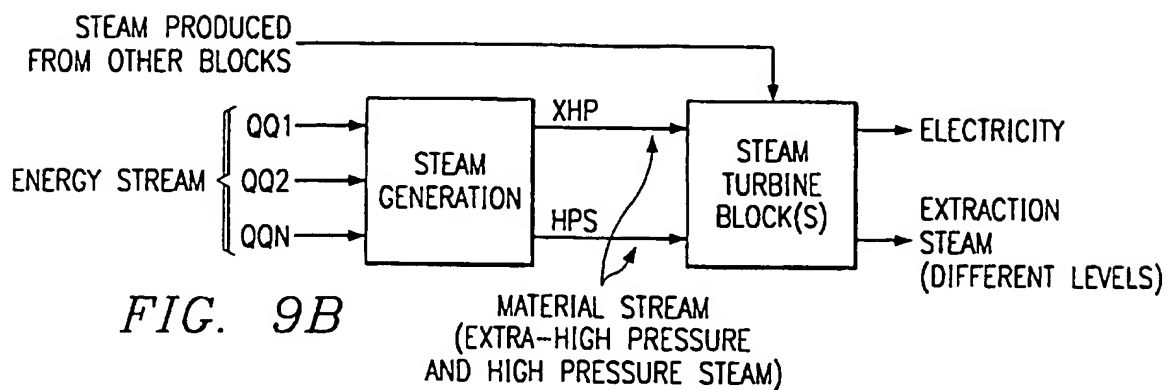 STEAM PRODUCED
FROM OTHER BLOCKS
ENERGY STREAM
QQ1
QQ2
QQN
STEAM
GENERATION
XHP
HPS
STEAM
TURBINE
BLOCK(S)
ELECTRICITY
EXTRACTION
STEAM
(DIFFERENT LEVELS)
MATERIAL STREAM
(EXTRA-HIGH PRESSURE
AND HIGH PRESSURE STEAM)
FIG. 9B